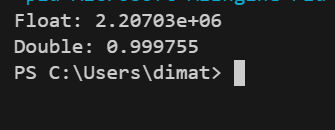 Float: 2.20703e+06
Double: 0.999755
PS C:\Users\dimat>